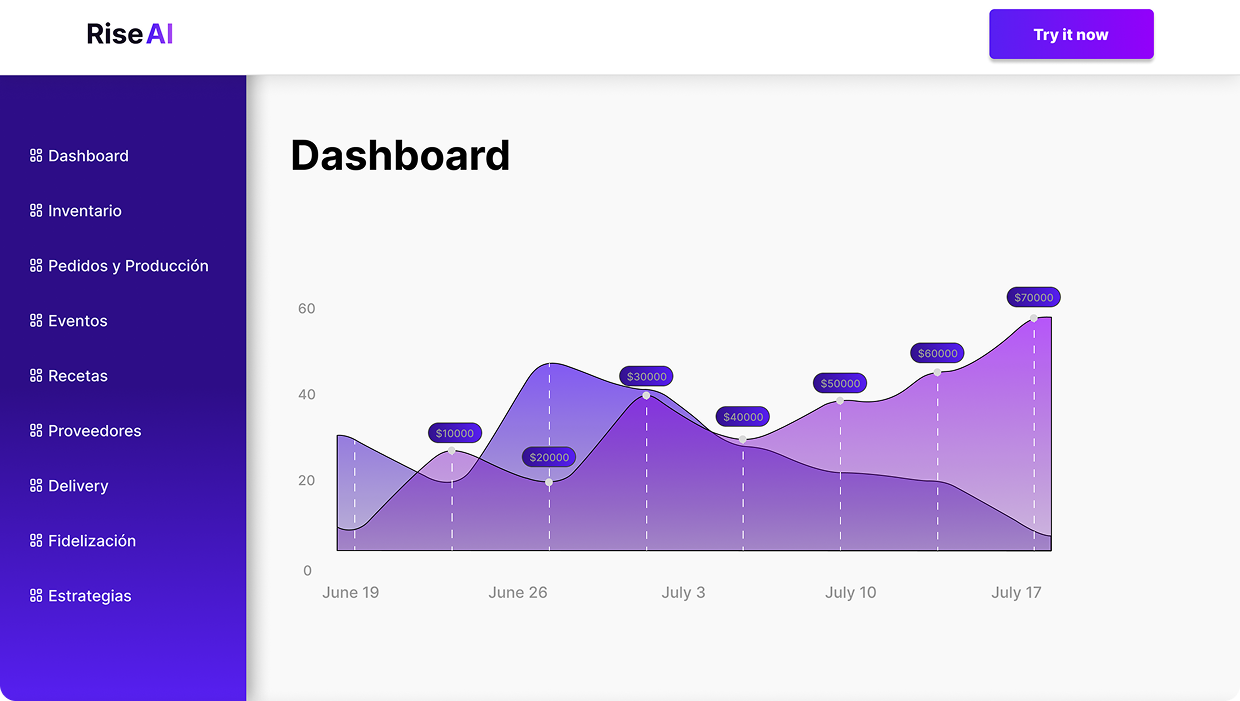 RiseAI
Try it now
Dashboard
Inventario
Pedidos y Producción
Eventos
Recetas
Proveedores
Delivery
Fidelización
Estrategias
Dashboard
60
40
20
0
$10000
$20000
$30000
$40000
$50000
$60000
$70000
June 19
June 26
July 3
July 10
July 17